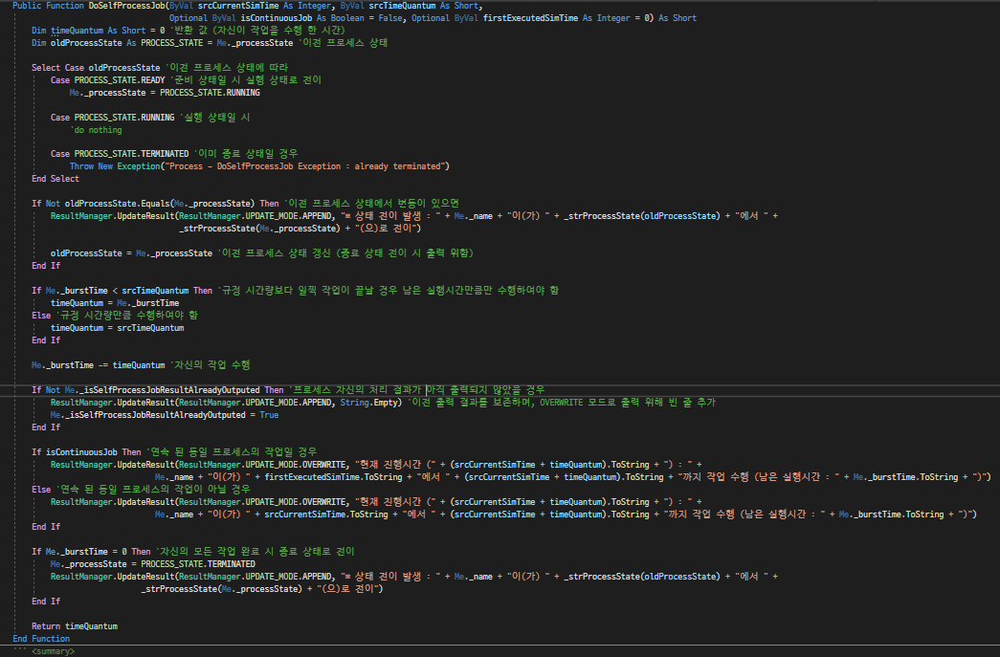 Public Function DoSelfProcessJob(ByVal srcCurrentSimTime As Integer, ByVal srcTimeQuantum As Short,
Optional ByVal isContinuousJob As Boolean = False, Optional ByVal firstExecutedSimTime As Integer = 0) As Short
Dim timeQuantum As Short = 0 '반환 값 (자신이 작업을 수행 한 시간)
Dim oldProcessState As PROCESS_STATE = Me._processState '이전 프로세스 상태
Select Case oldProcessState '이전 프로세스 상태에 따라
Case PROCESS_STATE.READY '준비 상태일 시 실행 상태로 전이
Me._processState = PROCESS_STATE.RUNNING
Case PROCESS_STATE.RUNNING '실행 상태일 시
'do nothing
Case PROCESS_STATE.TERMINATED '이미 종료 상태일 경우
Throw New Exception("Process - DoSelfProcessJob Exception : already terminated")
End Select
If Not oldProcessState.Equals(Me._processState) Then '이전 프로세스 상태에서 변동이 있으면
ResultManager.UpdateResult(ResultManager.UPDATE_MODE.APPEND, "※ 상태 전이 발생 : " + Me._name + "이(가) " + _strProcessState(oldProcessState) + "에서 " +
_strProcessState(Me._processState) + "(으)로 전이")
oldProcessState = Me._processState '이전 프로세스 상태 갱신 (종료 상태 전이 시 출력 위함)
End If
If Me._burstTime < srcTimeQuantum Then '규정 시간량보다 일찍 작업이 끝날 경우 남은 실행시간만큼만 수행하여야 함
timeQuantum = Me._burstTime
Else '규정 시간량만큼 수행하여야 함
timeQuantum = srcTimeQuantum
End If
Me._burstTime -= timeQuantum '자신의 작업 수행
If Not Me._isSelfProcessJobResultAlreadyOutputed Then '프로세스 자신의 처리 결과가 아직 출력되지 않았을 경우
ResultManager.UpdateResult(ResultManager.UPDATE_MODE.APPEND, String.Empty) '이전 출력 결과를 보존하며, OVERWRITE 모드로 출력 위해 빈 줄 추가
Me._isSelfProcessJobResultAlreadyOutputed = True
End If
If isContinuousJob Then '연속 된 동일 프로세스의 작업일 경우
ResultManager.UpdateResult(ResultManager.UPDATE_MODE.OVERWRITE, "현재 진행시간 (" + (srcCurrentSimTime + timeQuantum).ToString + ") : " +
Me._name + "이(가) " + firstExecutedSimTime.ToString + "에서 " + (srcCurrentSimTime + timeQuantum).ToString + "까지 작업 수행 (남은 실행시간 : " + Me._burstTime.ToString + ")")
Else '연속 된 동일 프로세스의 작업이 아닐 경우
ResultManager.UpdateResult(ResultManager.UPDATE_MODE.OVERWRITE, "현재 진행시간 (" + (srcCurrentSimTime + timeQuantum).ToString + ") : " +
Me._name + "이(가) " + srcCurrentSimTime.ToString + "에서 " + (srcCurrentSimTime + timeQuantum).ToString + "까지 작업 수행 (남은 실행시간 : " + Me._burstTime.ToString + ")")
End If
If Me._burstTime = 0 Then '자신의 모든 작업 완료 시 종료 상태로 전이
Me._processState = PROCESS_STATE.TERMINATED
ResultManager.UpdateResult(ResultManager.UPDATE_MODE.APPEND, "※ 상태 전이 발생 : " + Me._name + "이(가) " + _strProcessState(oldProcessState) + "에서 " +
_strProcessState(Me._processState) + "(으)로 전이")
End If
Return timeQuantum
End Function
''' <summary>